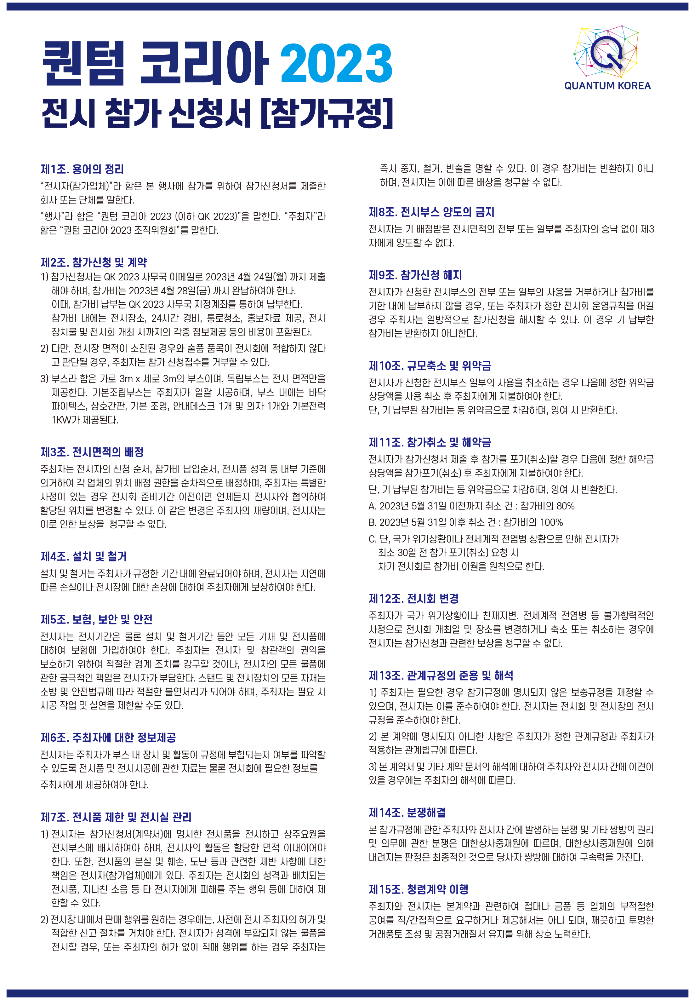 퀀텀 코리아 2023
전시 참가 신청서 [참가규정]
QUANTUM KOREA
제1조. 용어의 정리
“전시자(참가업체)”라 함은 본 행사에 참가를 위하여 참가신청서를 제출한
회사 또는 단체를 말한다.
“행사”라 함은 “퀀텀 코리아 2023 (이하 QK 2023)”을 말한다. “주최자”라
함은 “퀀텀 코리아 2023 조직위원회”를 말한다.
제2조. 참가신청 및 계약
1) 참가신청서는 QK 2023 사무국 이메일로 2023년 4월 24일(월) 까지 제출
해야 하며, 참가비는 2023년 4월 28일(금) 까지 완납하여야 한다.
이때, 참가비 납부는 QK 2023 사무국 지정계좌를 통하여 납부한다.
참가비 내에는 전시장소, 24시간 경비, 통로청소, 홍보자료 제공, 전시
장치물 및 전시회 개최 시까지의 각종 정보제공 등의 비용이 포함된다.
2) 다만, 전시장 면적이 소진된 경우와 출품 품목이 전시회에 적합하지 않다
고 판단될 경우, 주최자는 참가 신청접수를 거부할 수 있다.
3) 부스라 함은 가로 3m x 세로 3m의 부스이며, 독립부스는 전시 면적만을
제공한다. 기본조립부스는 주최자가 일괄 시공하며, 부스 내에는 바닥
파이텍스, 상호간판, 기본 조명, 안내데스크 1개 및 의자 1개와 기본전력
1KW가 제공된다.
제3조. 전시면적의 배정
주최자는 전시자의 신청 순서, 참가비 납입순서, 전시품 성격 등 내부 기준에
의거하여 각 업체의 위치 배정 권한을 순차적으로 배정하며, 주최자는 특별한
사정이 있는 경우 전시회 준비기간 이전이면 언제든지 전시자와 협의하여
할당된 위치를 변경할 수 있다. 이 같은 변경은 주최자의 재량이며, 전시자는
이로 인한 보상을 청구할 수 없다.
제4조. 설치 및 철거
설치 및 철거는 주최자가 규정한 기간 내에 완료되어야 하며, 전시자는 지연에
따른 손실이나 전시장에 대한 손상에 대하여 주최자에게 보상하여야 한다.
제5조. 보험, 보안 및 안전
전시자는 전시기간은 물론 설치 및 철거기간 동안 모든 기재 및 전시품에
대하여 보험에 가입하여야 한다. 주최자는 전시자 및 참관객의 권익을
보호하기 위하여 적절한 경계 조치를 강구할 것이나, 전시자의 모든 물품에
관한 궁극적인 책임은 전시자가 부담한다. 스탠드 및 전시장치의 모든 자재는
소방 및 안전법규에 따라 적절한 불연처리가 되어야 하며, 주최자는 필요 시
시공 작업 및 실연을 제한할 수도 있다.
제6조. 주최자에 대한 정보제공
전시자는 주최자가 부스 내 장치 및 활동이 규정에 부합되는지 여부를 파악할
수 있도록 전시품 및 전시시공에 관한 자료는 물론 전시회에 필요한 정보를
주최자에게 제공하여야 한다.
제7조. 전시품 제한 및 전시실 관리
1) 전시자는 참가신청서(계약서)에 명시한 전시품을 전시하고 상주요원을
전시부스에 배치하여야 하며, 전시자의 활동은 할당한 면적 이내이어야
한다. 또한, 전시품의 분실 및 훼손, 도난 등과 관련한 제반 사항에 대한
책임은 전시자(참가업체)에게 있다. 주최자는 전시회의 성격과 배치되는
전시품, 지나친 소음 등 타 전시자에게 피해를 주는 행위 등에 대하여 제
한할 수 있다.
2) 전시장 내에서 판매 행위를 원하는 경우에는, 사전에 전시 주최자의 허가 및
적합한 신고 절차를 거쳐야 한다. 전시자가 성격에 부합되지 않는 물품을
전시할 경우, 또는 주최자의 허가 없이 직매 행위를 하는 경우 주최자는
즉시 중지, 철거, 반출을 명할 수 있다. 이 경우 참가비는 반환하지 아니
하며, 전시자는 이에 따른 배상을 청구할 수 없다.
제8조. 전시부스 양도의 금지
전시자는 기 배정받은 전시면적의 전부 또는 일부를 주최자의 승낙 없이 제3
자에게 양도할 수 없다.
제9조. 참가신청 해지
전시자가 신청한 전시부스의 전부 또는 일부의 사용을 거부하거나 참가비를
기한 내에 납부하지 않을 경우, 또는 주최자가 정한 전시회 운영규칙을 어길
경우 주최자는 일방적으로 참가신청을 해지할 수 있다. 이 경우 기 납부한
참가비는 반환하지 아니한다.
제10조. 규모축소 및 위약금
전시자가 신청한 전시부스 일부의 사용을 취소하는 경우 다음에 정한 위약금
상당액을 사용 취소 후 주최자에게 지불하여야 한다.
단, 기 납부된 참가비는 동 위약금으로 차감하며, 잉여 시 반환한다.
제11조. 참가취소 및 해약금
전시자가 참가신청서 제출 후 참가를 포기(취소)할 경우 다음에 정한 해약금
상당액을 참가포기(취소) 후 주최자에게 지불하여야 한다.
단, 기 납부된 참가비는 동 위약금으로 차감하며, 잉여 시 반환한다.
A. 2023년 5월 31일 이전까지 취소 건 : 참가비의 80%
B. 2023년 5월 31일 이후 취소 건 : 참가비의 100%
C. 단, 국가 위기상황이나 전세계적 전염병 상황으로 인해 전시자가
최소 30일 전 참가 포기(취소) 요청 시
차기 전시회로 참가비 이월을 원칙으로 한다.
제12조. 전시회 변경
주최자가 국가 위기상황이나 천재지변, 전세계적 전염병 등 불가항력적인
사정으로 전시회 개최일 및 장소를 변경하거나 축소 또는 취소하는 경우에
전시자는 참가신청과 관련한 보상을 청구할 수 없다.
제13조. 관계규정의 준용 및 해석
1) 주최자는 필요한 경우 참가규정에 명시되지 않은 보충규정을 재정할 수
있으며, 전시자는 이를 준수하여야 한다. 전시자는 전시회 및 전시장의 전시
규정을 준수하여야 한다.
2) 본 계약에 명시되지 아니한 사항은 주최자가 정한 관계규정과 주최자가
적용하는 관계법규에 따른다.
3) 본 계약서 및 기타 계약 문서의 해석에 대하여 주최자와 전시자 간에 이견이
있을 경우에는 주최자의 해석에 따른다.
제14조. 분쟁해결
본 참가규정에 관한 주최자와 전시자 간에 발생하는 분쟁 및 기타 쌍방의 권리
및 의무에 관한 분쟁은 대한상사중재원에 따르며, 대한상사중재원에 의해
내려지는 판정은 최종적인 것으로 당사자 쌍방에 대하여 구속력을 가진다.
제15조. 청렴계약 이행
주최자와 전시자는 본계약과 관련하여 접대나 금품 등 일체의 부적절한
공여를 직/간접적으로 요구하거나 제공해서는 아니 되며, 깨끗하고 투명한
거래풍토 조성 및 공정거래질서 유지를 위해 상호 노력한다.